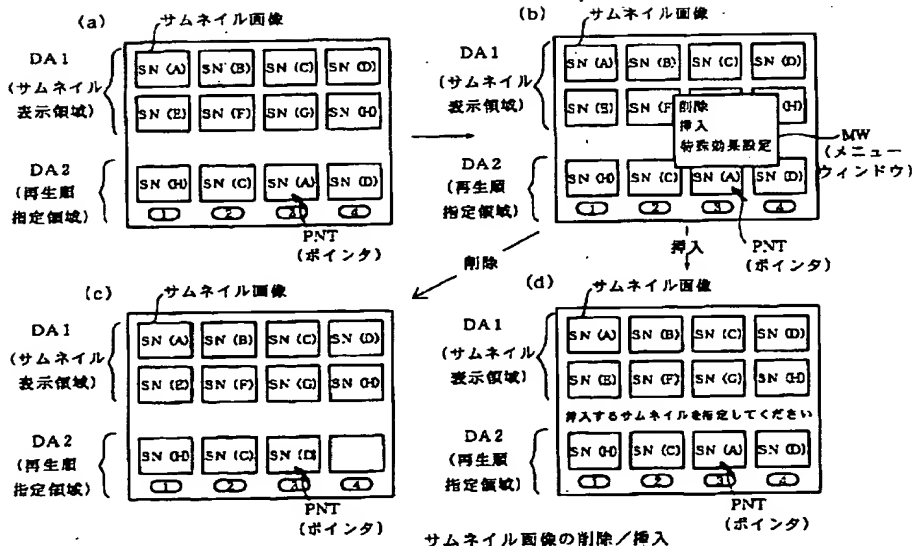 (a)
サムネイル画像
DA1
(サムネイル
表示領域)
SN (A) SN (B) SN (C) SN (D)
SN (E) SN (F) SN (G) SN (H)
DA2
(再生順
指定領域)
SN (H) SN (C) SN (A) SN (D)
1 2 3 4
PNT
(ポインタ)
(b)
サムネイル画像
DA1
(サムネイル
表示領域)
SN (A) SN (B) SN (C) SN (D)
SN (E) SN (F (H)
削除
挿入
特殊効果設定
MW
(メニュー
ウィンドウ)
DA2
(再生順
指定領域)
SN (H) SN (C) SN (A) SN (D)
1 2 3 4
PNT
(ポインタ)
削除
挿入
(c)
サムネイル画像
DA1
(サムネイル
表示領域)
SN (A) SN (B) SN (C) SN (D)
SN (E) SN (F) SN (G) SN (H)
DA2
(再生順
指定領域)
SN (H) SN (C) SN (D)
1 2 3 4
PNT
(ポインタ)
(d)
サムネイル画像
DA1
(サムネイル
表示領域)
SN (A) SN (B) SN (C) SN (D)
SN (E) SN (F) SN (G) SN (H)
挿入するサムネイルを指定してください
DA2
(再生順
指定領域)
SN (H) SN (C) SN (A) SN (D)
1 2 3 4
PNT
(ポインタ)
サムネイル画像の削除/挿入